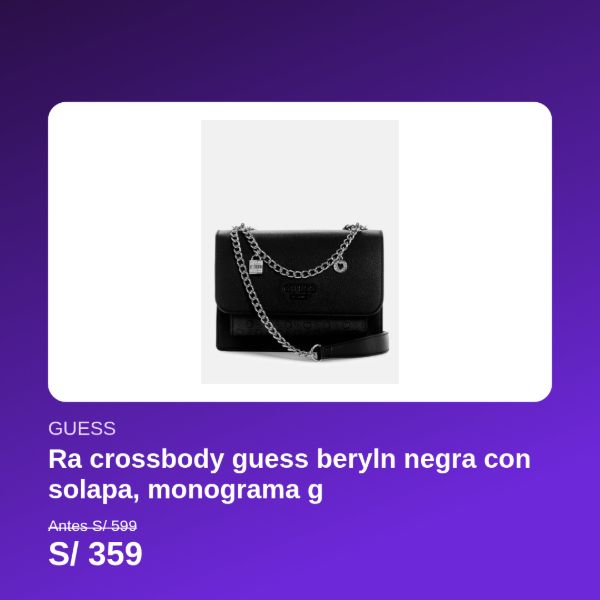 GUESS
Ra crossbody guess beryln negra con
solapa, monograma g
Antes S/ 599
S/ 359